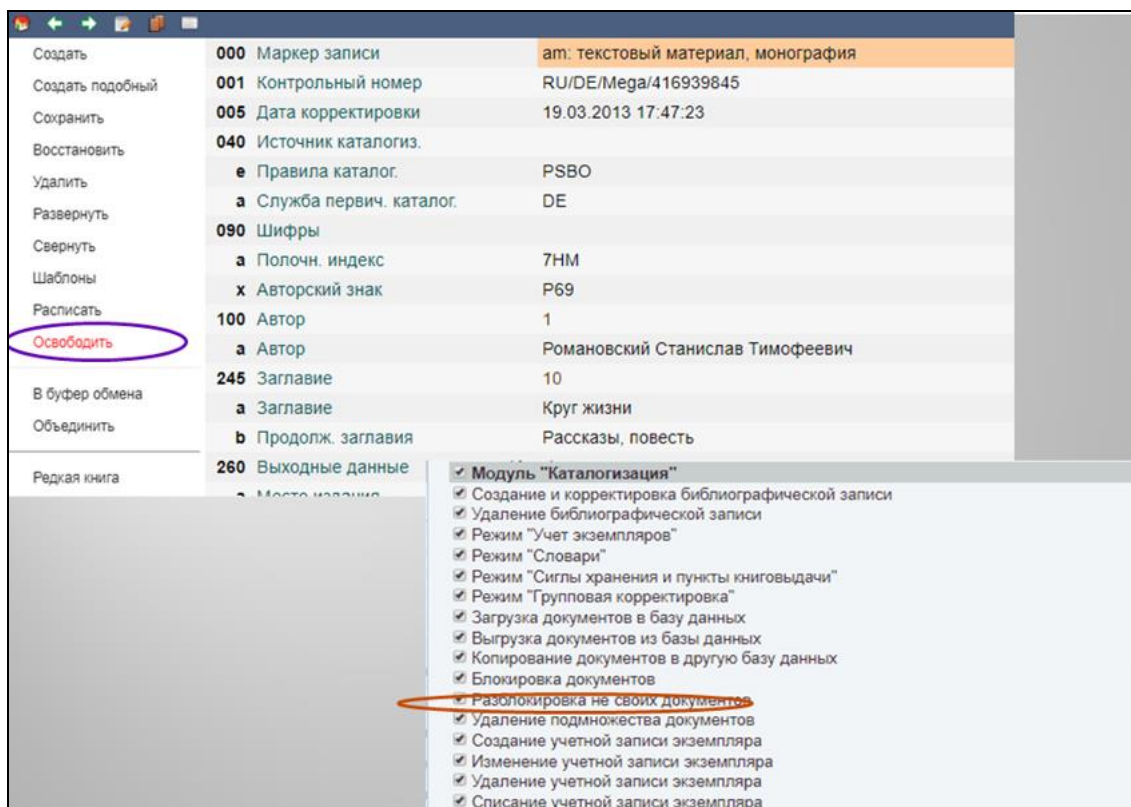 Создать
Создать подобный
Сохранить
Восстановить
Удалить
Развернуть
Свернуть
Шаблоны
Расписать
Освободить
В буфер обмена
Объединить
Редкая книга
000 Маркер записи am: текстовый материал, монография
001 Контрольный номер RU/DE/Mega/416939845
005 Дата корректировки 19.03.2013 17:47:23
040 Источник каталогиз.
e Правила каталог. PSBO
a Служба первич. каталог. DE
090 Шифры
a Полочн. индекс 7НМ
x Авторский знак Р69
100 Автор 1
a Автор Романовский Станислав Тимофеевич
245 Заглавие 10
a Заглавие Круг жизни
b Продолж. заглавия Рассказы, повесть
260 Выходные данные
a Место издания
Модуль "Каталогизация"
Создание и корректировка библиографической записи
Удаление библиографической записи
Режим "Учет экземпляров"
Режим "Словари"
Режим "Сиглы хранения и пункты книговыдачи"
Режим "Групповая корректировка"
Загрузка документов в базу данных
Выгрузка документов из базы данных
Копирование документов в другую базу данных
Блокировка документов
Разблокировка не своих документов
Удаление подмножества документов
Создание учетной записи экземпляра
Изменение учетной записи экземпляра
Удаление учетной записи экземпляра
Списание учетной записи экземпляра